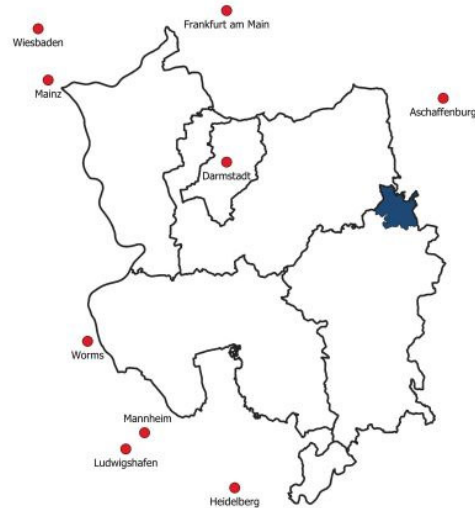 Frankfurt am Main
Wiesbaden
Mainz
Aschaffenburg
Darmstadt
Worms
Mannheim
Ludwigshafen
Heidelberg